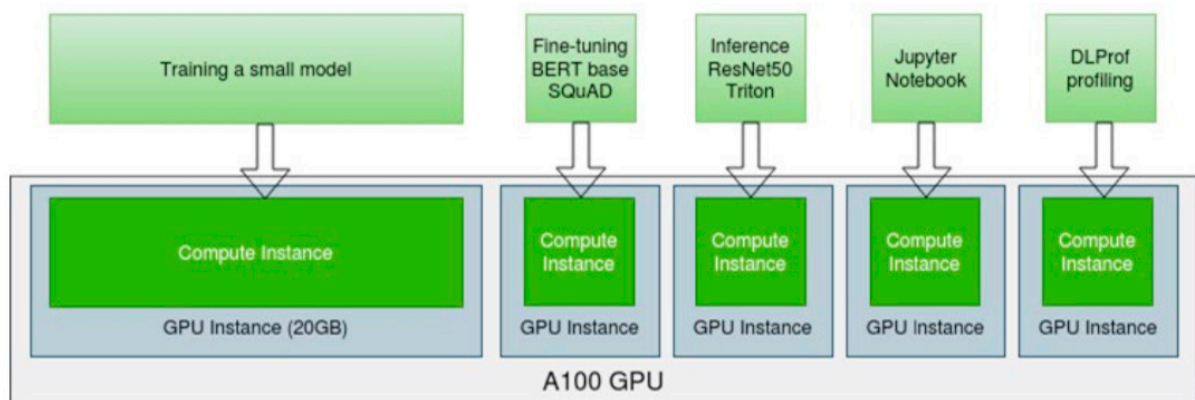 Training a small model
Fine-tuning
BERT base
SQuAD
Inference
ResNet50
Triton
Jupyter
Notebook
DLProf
profiling
Compute Instance
Compute
Instance
Compute
Instance
Compute
Instance
Compute
Instance
GPU Instance (20GB)
GPU Instance
GPU Instance
GPU Instance
GPU Instance
A100 GPU